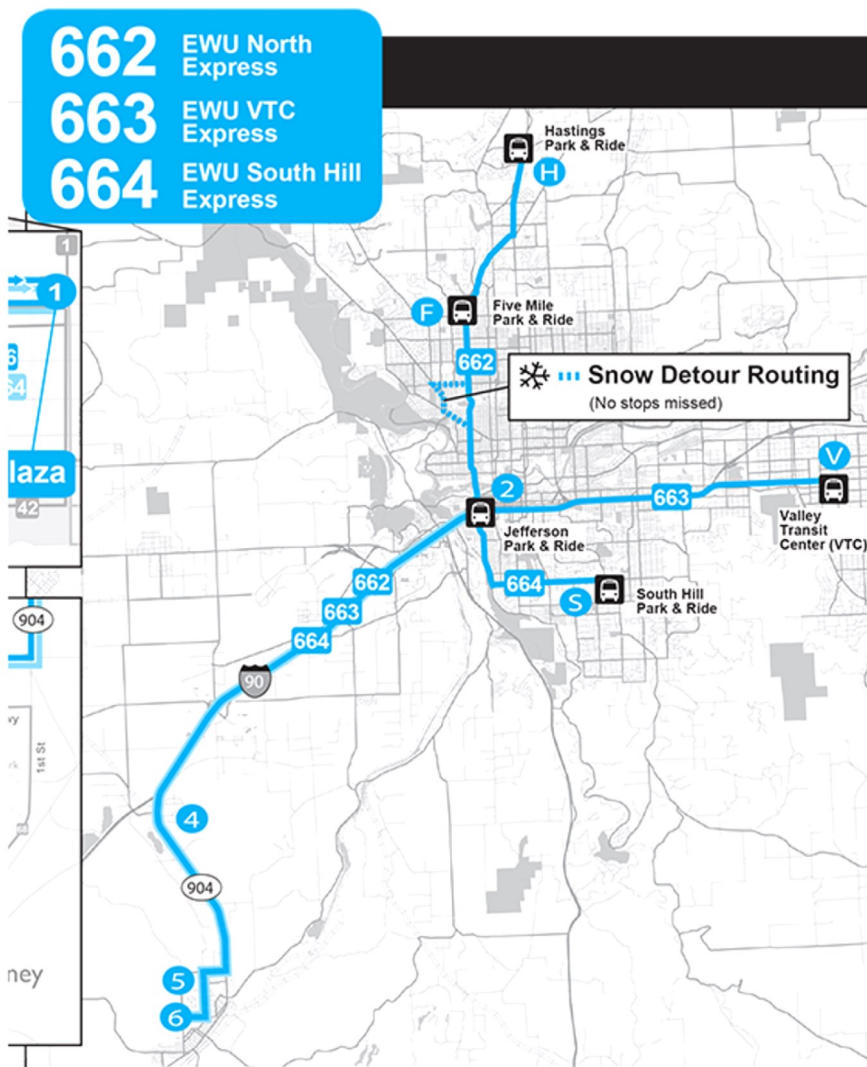 662 EWU North
Express
663 EWU VTC
Express
664 EWU South Hill
Express
Hastings
Park & Ride
H
1
1
F
Five Mile
Park & Ride
662
Snow Detour Routing
(No stops missed)
64
laza
42
2
V
663
Jefferson
Park & Ride
Valley
Transit
Center (VTC)
662
664
S
South Hill
Park & Ride
663
664
904
90
1st St
4
904
ney
5
6